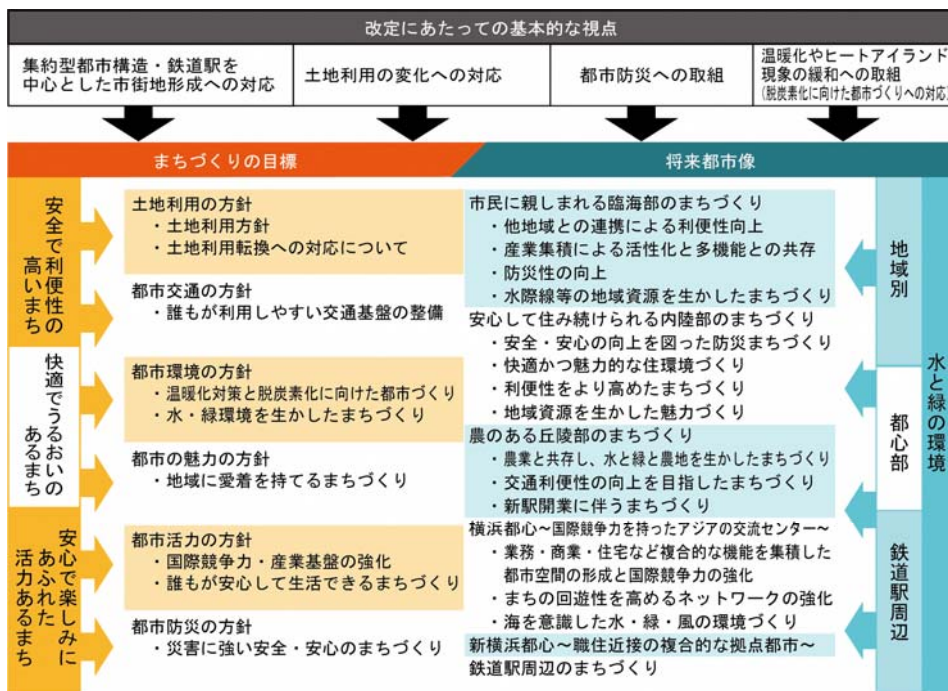 改定にあたっての基本的な視点
集約型都市構造・鉄道駅を
中心とした市街地形成への対応
土地利用の変化への対応
都市防災への取組
温暖化やヒートアイランド
現象の緩和への取組
(脱炭素化に向けた都市づくりへの対応)
まちづくりの目標
将来都市像
安全で利便性の
高いまち
快適でうるおいの
あるまち
安心で楽しみに
あふれた
活力あるまち
土地利用の方針
・土地利用方針
・土地利用転換への対応について
都市交通の方針
・誰もが利用しやすい交通基盤の整備
都市環境の方針
・温暖化対策と脱炭素化に向けた都市づくり
・水・緑環境を生かしたまちづくり
都市の魅力の方針
・地域に愛着を持てるまちづくり
都市活力の方針
・国際競争力・産業基盤の強化
・誰もが安心して生活できるまちづくり
都市防災の方針
・災害に強い安全・安心のまちづくり
市民に親しまれる臨海部のまちづくり
・他地域との連携による利便性向上
・産業集積による活性化と多機能との共存
・防災性の向上
・水際線等の地域資源を生かしたまちづくり
安心して住み続けられる内陸部のまちづくり
・安全・安心の向上を図った防災まちづくり
・快適かつ魅力的な住環境づくり
・利便性をより高めたまちづくり
・地域資源を生かした魅力づくり
農のある丘陵部のまちづくり
・農業と共存し、水と緑と農地を生かしたまちづくり
・交通利便性の向上を目指したまちづくり
・新駅開業に伴うまちづくり
横浜都心～国際競争力を持ったアジアの交流センター～
・業務・商業・住宅など複合的な機能を集積した
都市空間の形成と国際競争力の強化
・まちの回遊性を高めるネットワークの強化
・海を意識した水・緑・風の環境づくり
新横浜都心～職住近接の複合的な拠点都市～
鉄道駅周辺のまちづくり
地域別
都心部
鉄道駅周辺
水と緑の環境